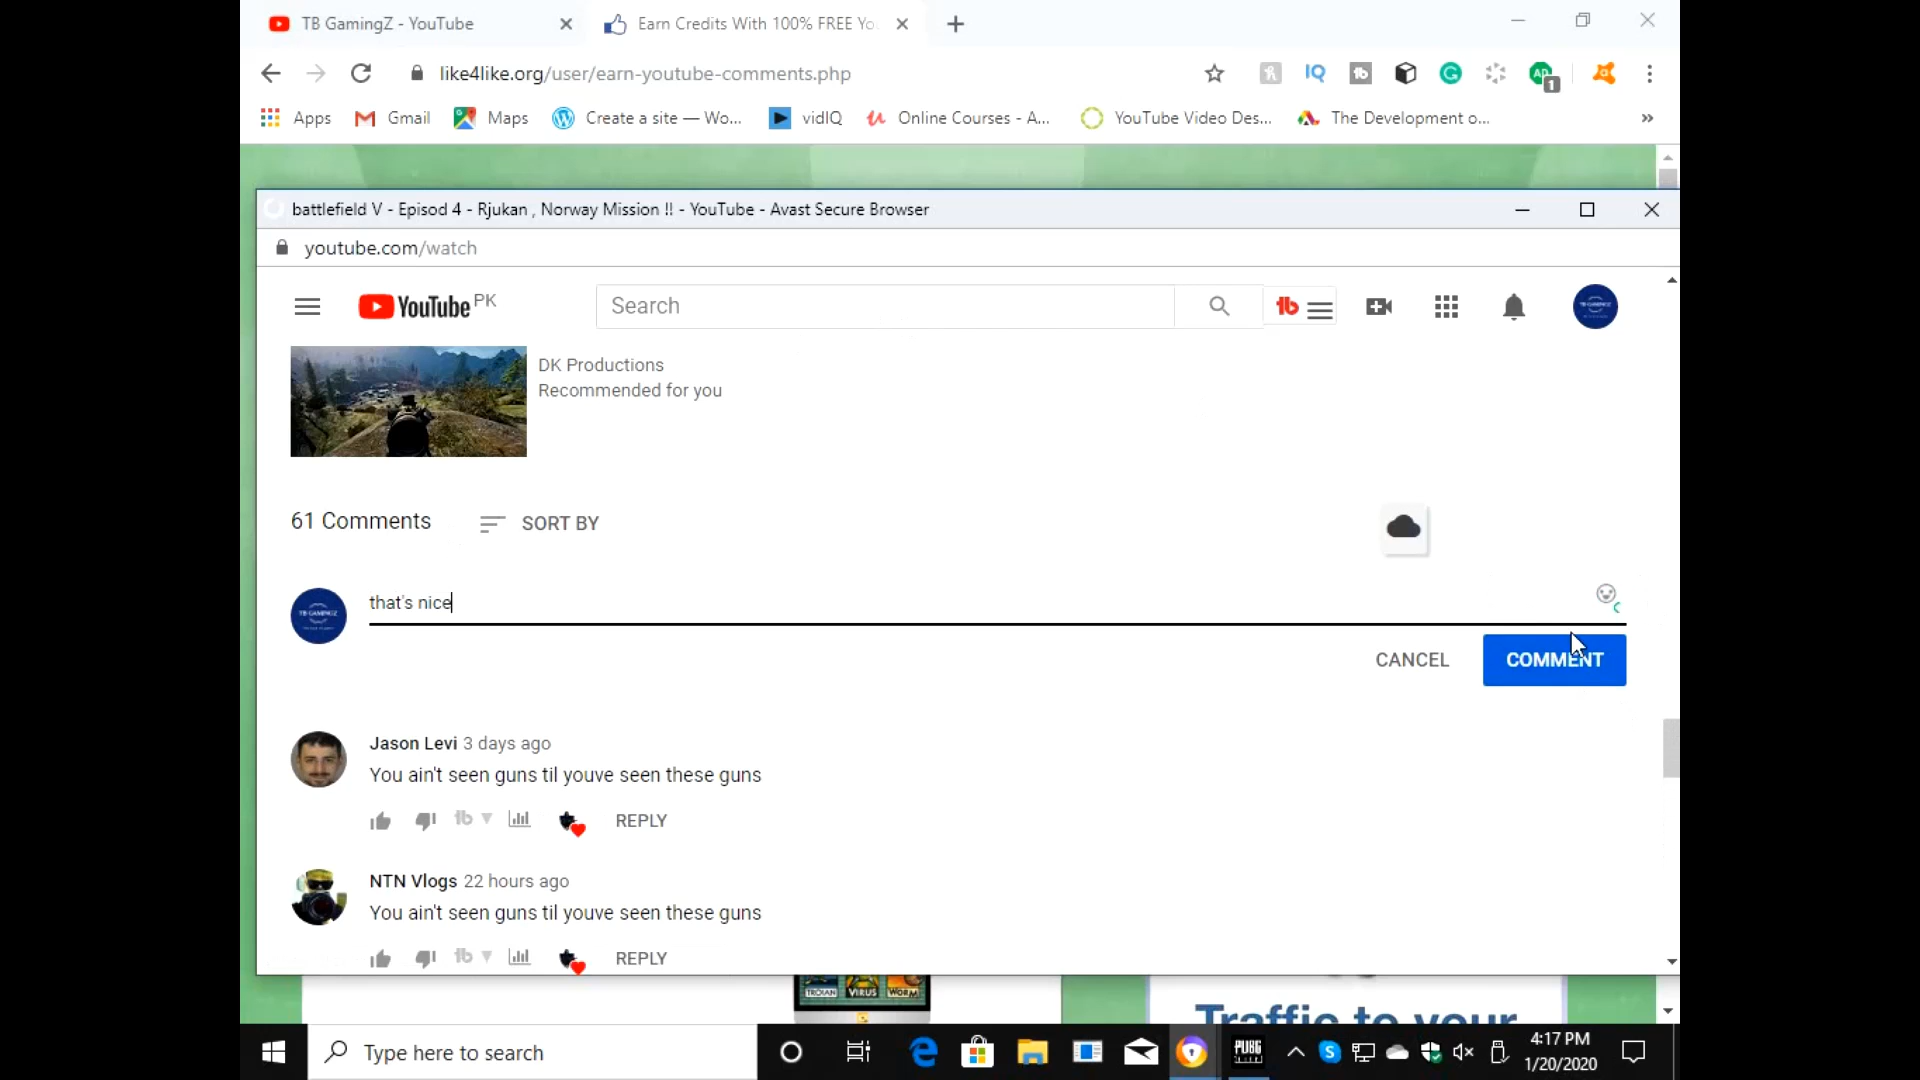 TB GamingZ - YouTube
Earn Credits With 100% FREE Yo
like4like.org/user/earn-youtube-comments.php
1
Apps
Gmail
Maps
Create a site — Wo...
vidIQ
Online Courses - A...
YouTube Video Des...
The Development o...
battlefield V - Episod 4 - Rjukan , Norway Mission !! - YouTube - Avast Secure Browser
youtube.com/watch
YouTube PK
Search
DK Productions
Recommended for you
61 Comments
SORT BY
that's nice
CANCEL
COMMENT
Jason Levi 3 days ago
You ain't seen guns til youve seen these guns
REPLY
NTN Vlogs 22 hours ago
You ain't seen guns til youve seen these guns
REPLY
TROJAN VIRUS WORM
Traffic to your
Type here to search
PUBG
4:17 PM
1/20/2020